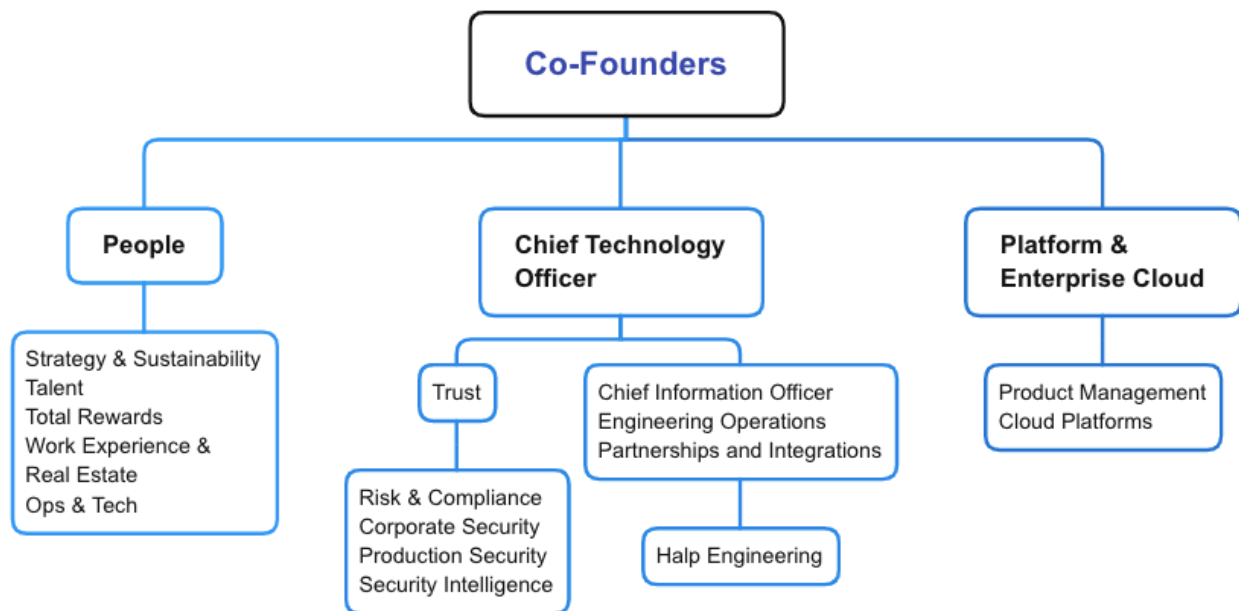 Co-Founders
People
Chief Technology
Officer
Platform &
Enterprise Cloud
Strategy & Sustainability
Talent
Total Rewards
Work Experience &
Real Estate
Ops & Tech
Trust
Chief Information Officer
Engineering Operations
Partnerships and Integrations
Product Management
Cloud Platforms
Risk & Compliance
Corporate Security
Production Security
Security Intelligence
Halp Engineering